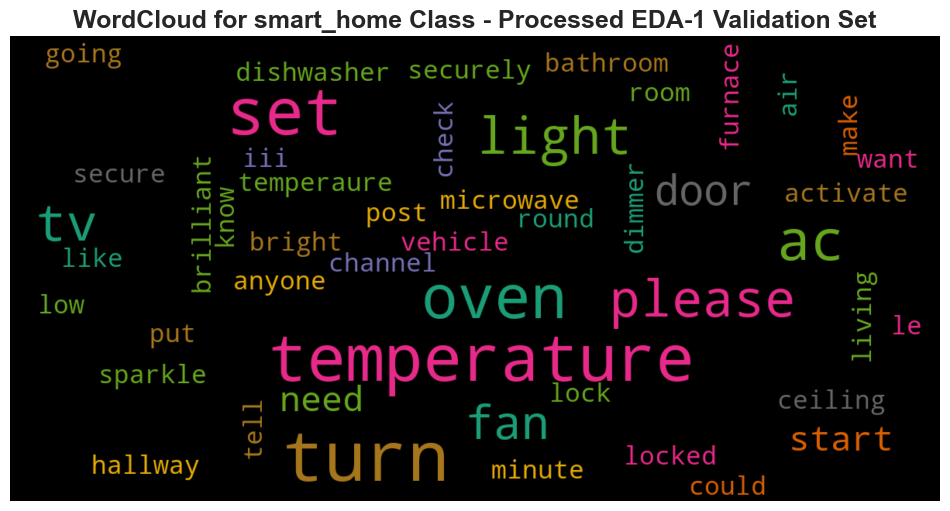 WordCloud for smart_home Class - Processed EDA-1 Validation Set
going
dishwasher
securely
bathroom
room
furnace
air
make
set
check
light
want
secure
iii
brilliant
know
temperaure
post
microwave
round
dimmer
door
activate
tv
like
bright
vehicle
channel
anyone
ac
low
oven
please
living
le
put
temperature
sparkle
need
lock
ceiling
tell
fan
start
hallway
turn
minute
locked
could